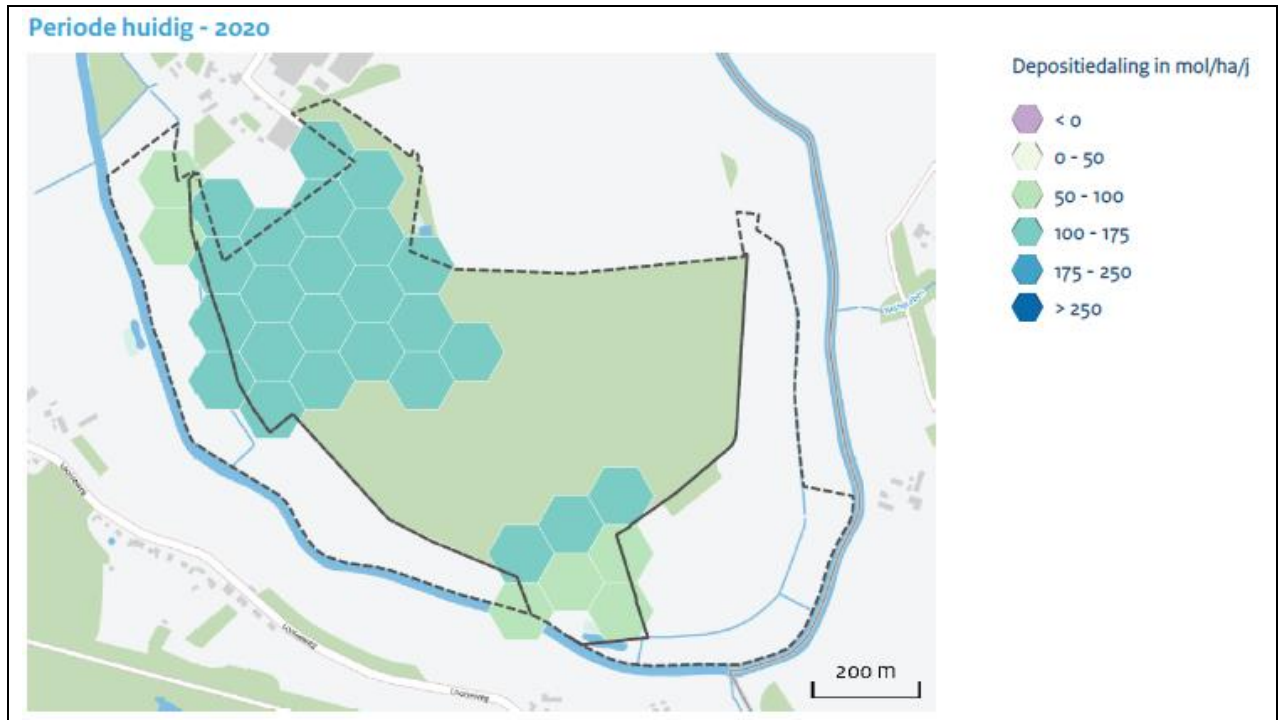 Periode huidig - 2020
Depositiedaling in mol/ha/j
< 0
0 - 50
50 - 100
100 - 175
175 - 250
> 250
200 m